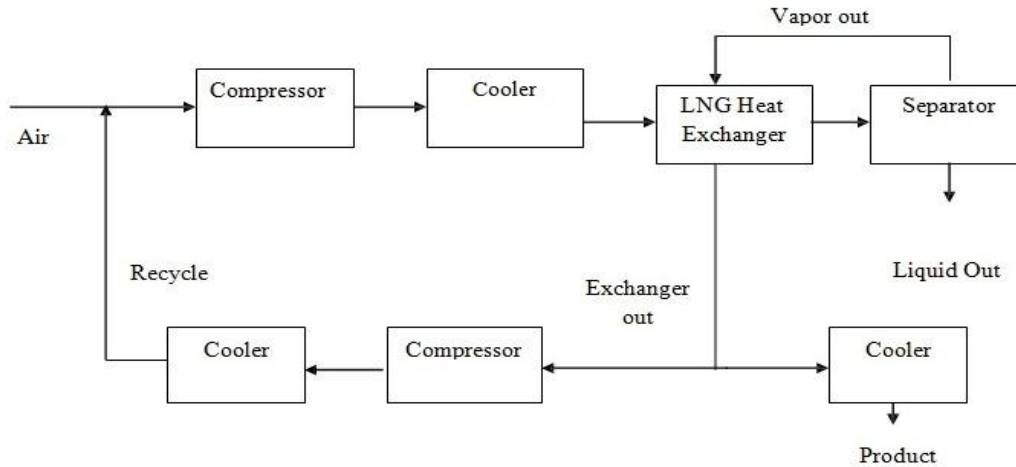 Vapor out
Compressor
Cooler
LNG Heat
Exchanger
Separator
Air
Recycle
Exchanger
out
Liquid Out
Cooler
Compressor
Cooler
Product